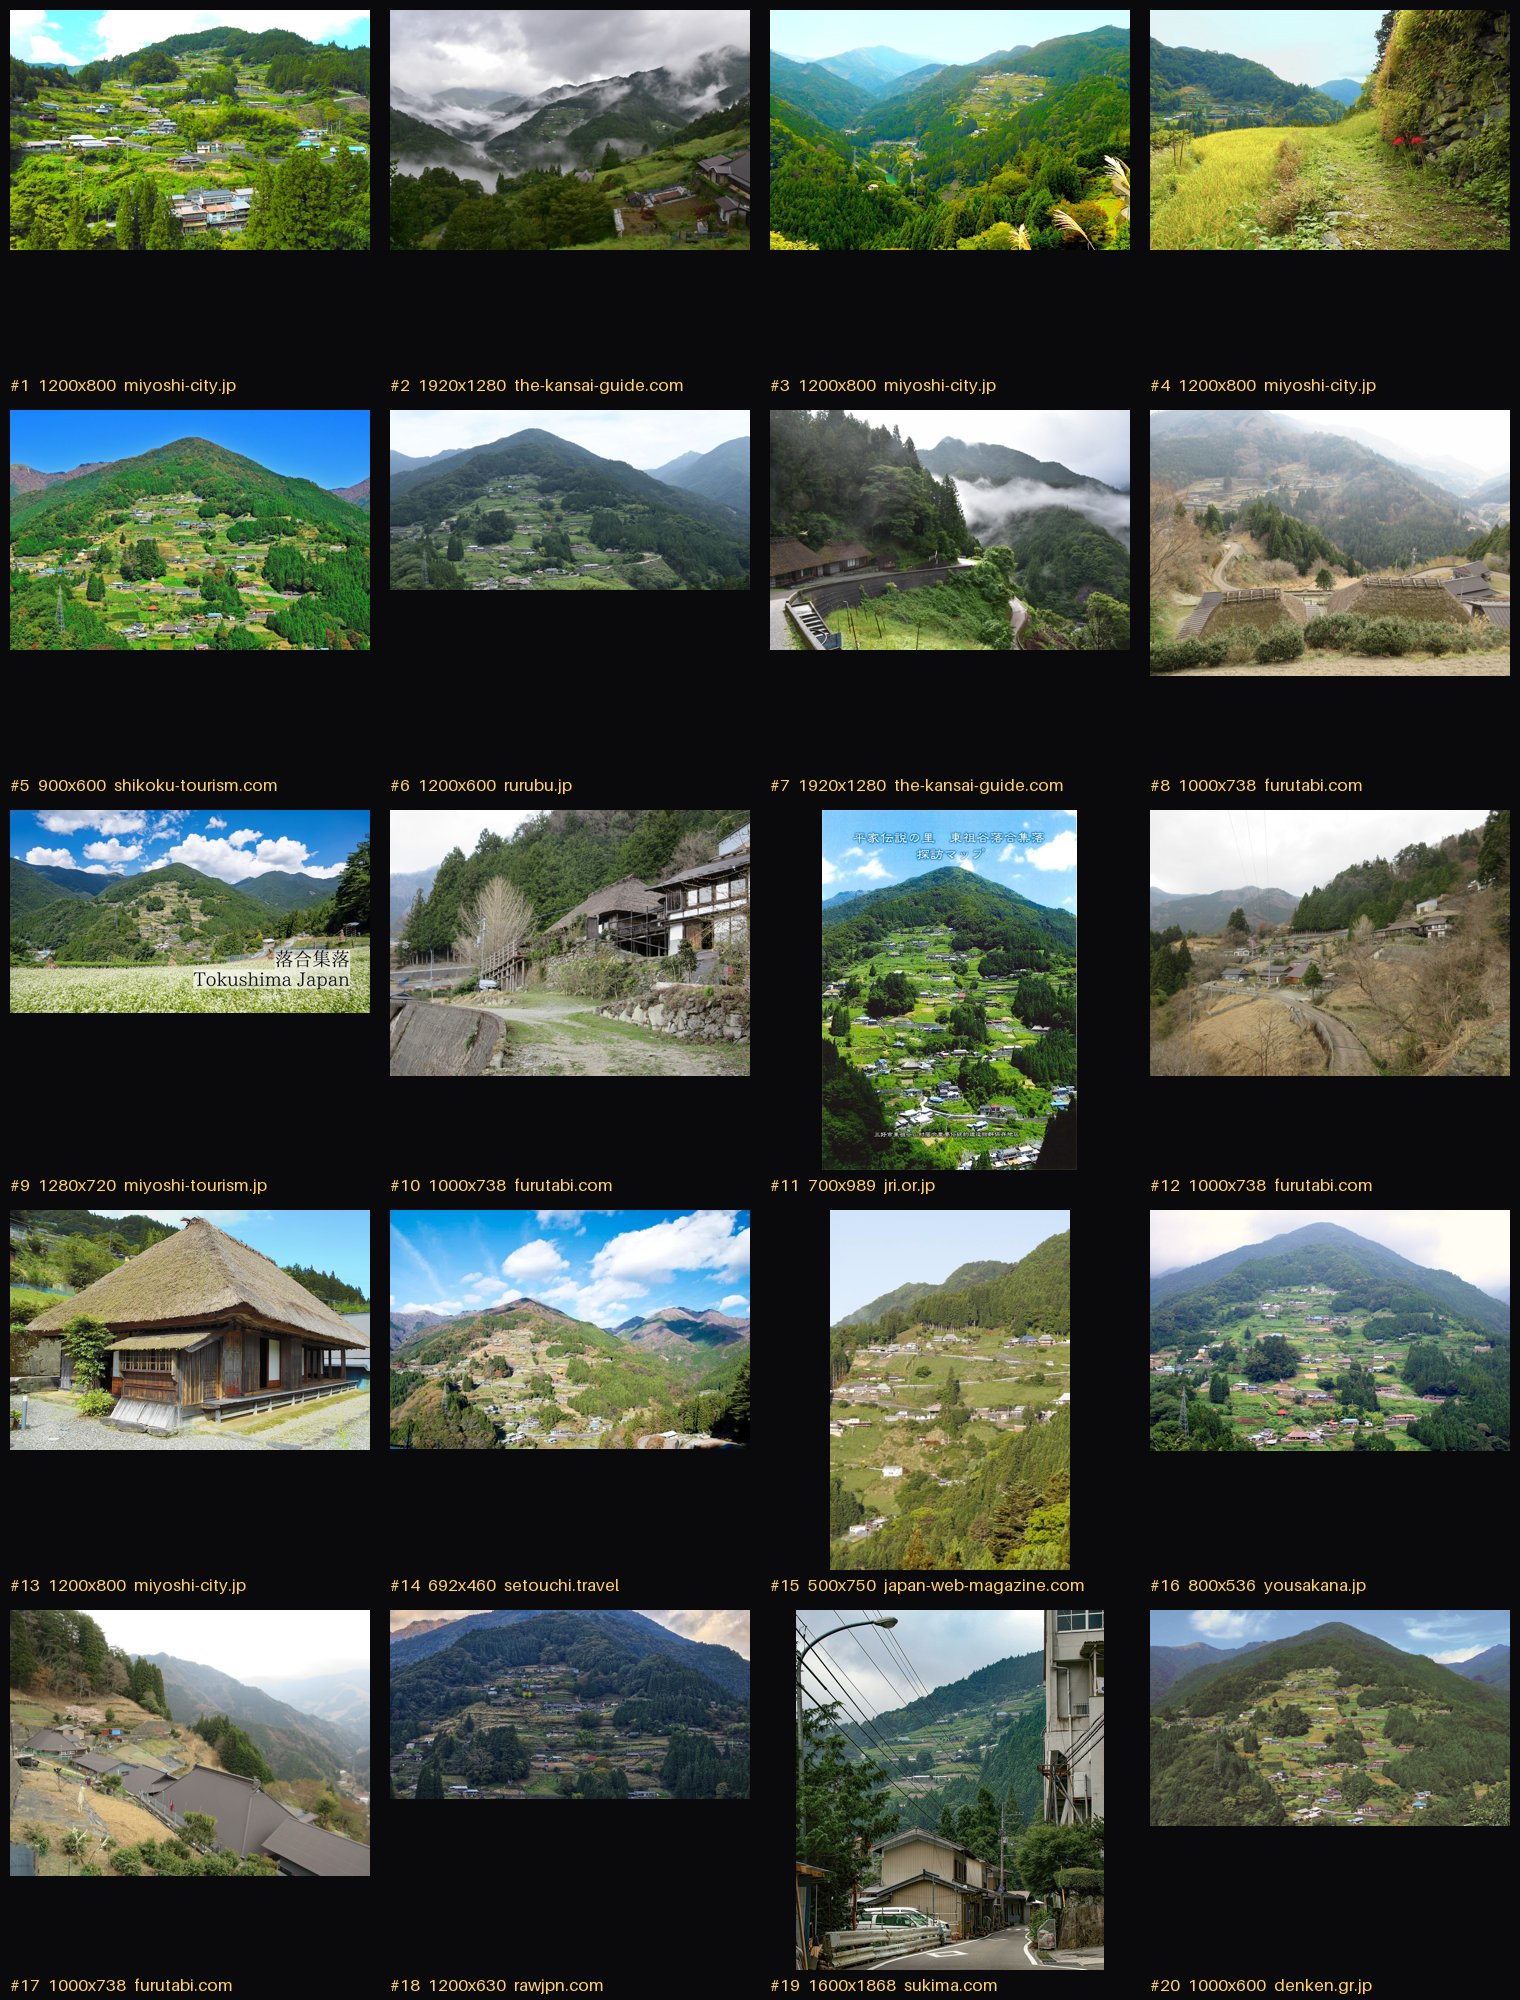 #1 1200x800 miyoshi-city.jp
#2 1920x1280 the-kansai-guide.com
#3 1200x800 miyoshi-city.jp
#4 1200x800 miyoshi-city.jp
#5 900x600 shikoku-tourism.com
#6 1200x600 rurubu.jp
#7 1920x1280 the-kansai-guide.com
#8 1000x738 furutabi.com
落合集落
Tokushima Japan
平家伝説の里 東祖谷落合集落
探訪マップ
#9 1280x720 miyoshi-tourism.jp
#10 1000x738 furutabi.com
#11 700x989 jri.or.jp
#12 1000x738 furutabi.com
#13 1200x800 miyoshi-city.jp
#14 692x460 setouchi.travel
#15 500x750 japan-web-magazine.com
#16 800x536 yousakana.jp
#17 1000x738 furutabi.com
#18 1200x630 rawjpn.com
#19 1600x1868 sukima.com
#20 1000x600 denken.gr.jp